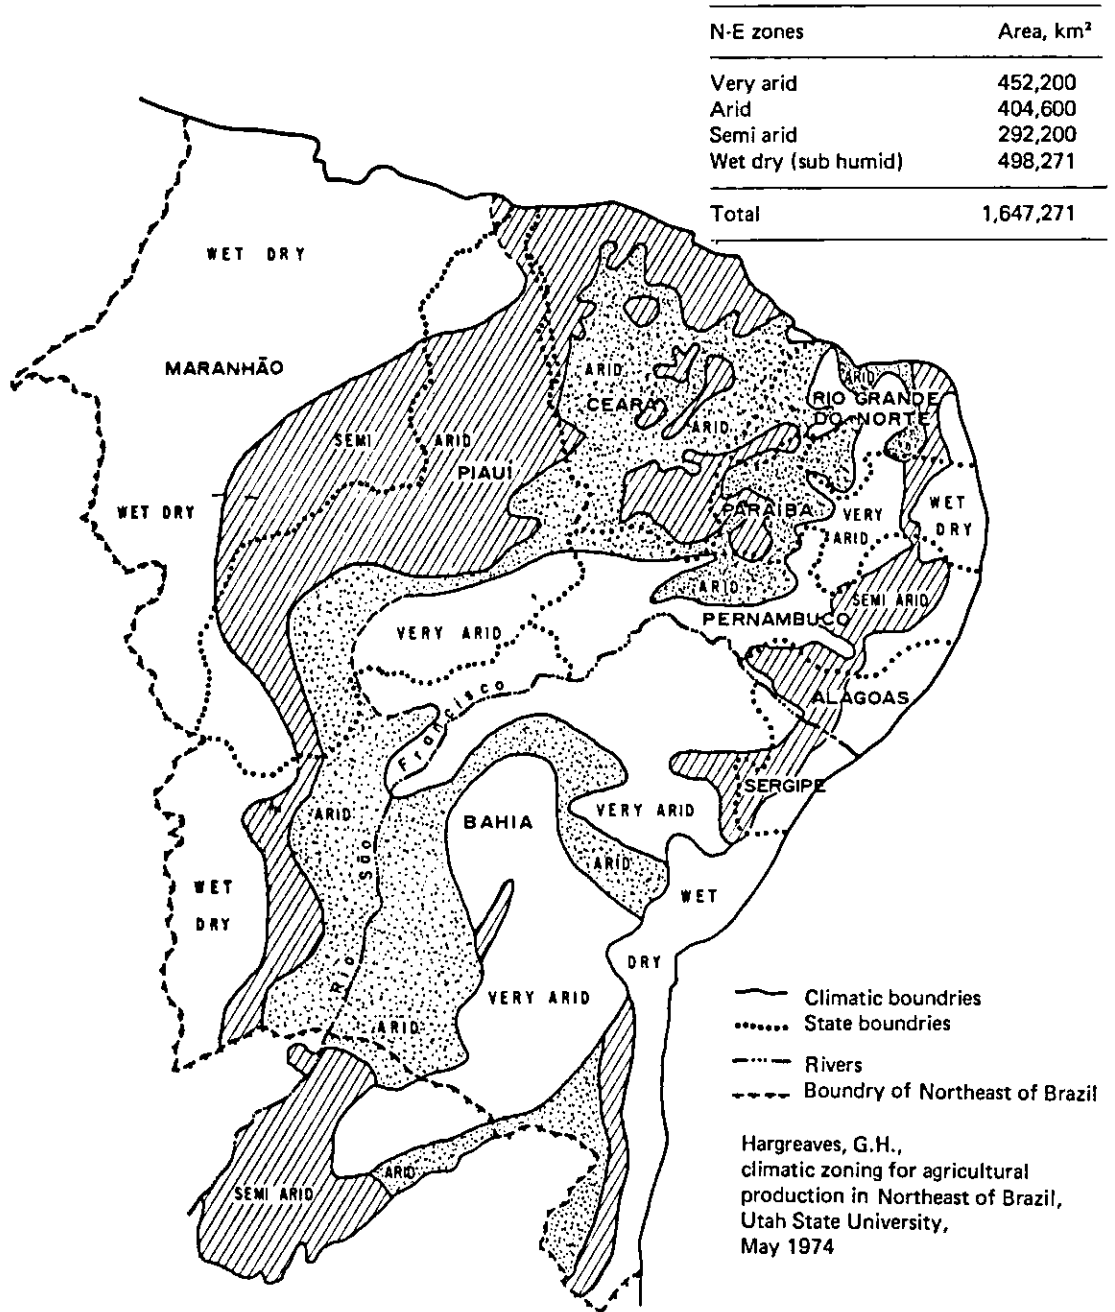 N-E zones Area, km²
Very arid 452,200
Arid 404,600
Semi arid 292,200
Wet dry (sub humid) 498,271
Total 1,647,271
WET DRY
MARANHÃO
ARID
CEARA
ARID
RIO GRANDE
DO NORTE
SEMI ARID
ARID
PIAUÍ
WET DRY
PARAIBA
VERY
ARID
WET
DRY
ARID
SEMI ARID
PERNAMBUCO
VERY ARID
Rio São Francisco
ALAGOAS
SERGIPE
ARID
BAHIA
VERY ARID
ARID
WET
DRY
WET
DRY
VERY ARID
ARID
ARID
SEMI ARID
Climatic boundries
State boundries
Rivers
Boundry of Northeast of Brazil
Hargreaves, G.H.,
climatic zoning for agricultural
production in Northeast of Brazil,
Utah State University,
May 1974